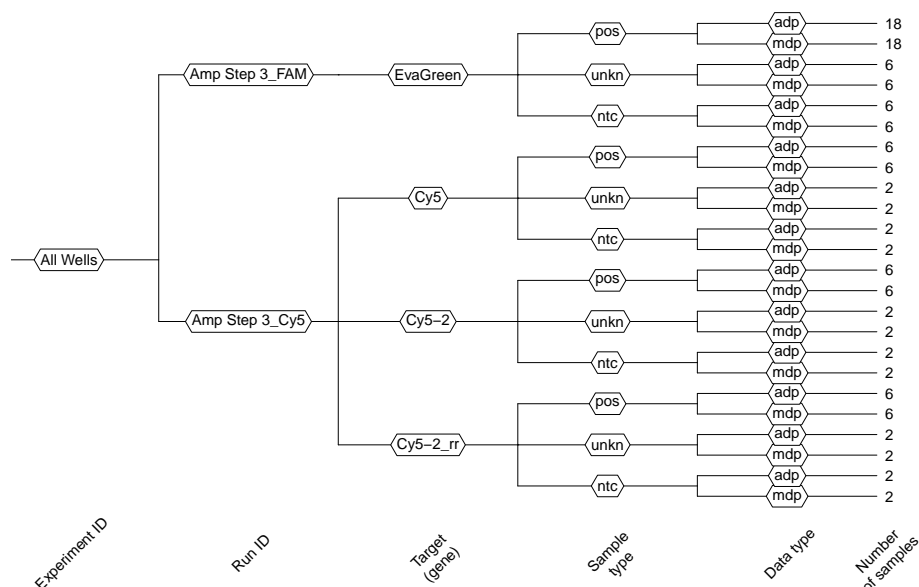 adp 18
pos
mdp 18
adp 6
Amp Step 3_FAM EvaGreen unkn
mdp 6
adp 6
ntc
mdp 6
adp 6
pos
mdp 6
adp 2
Cy5 unkn
mdp 2
adp 2
ntc
mdp 2
All Wells
adp 6
pos
mdp 6
adp 2
Amp Step 3_Cy5 Cy5−2 unkn
mdp 2
adp 2
ntc
mdp 2
adp 6
pos
mdp 6
adp 2
Cy5−2_rr unkn
mdp 2
adp 2
ntc
mdp 2
Experiment ID
Run ID
Target
(gene)
Sample
type
Data type
Number
of samples